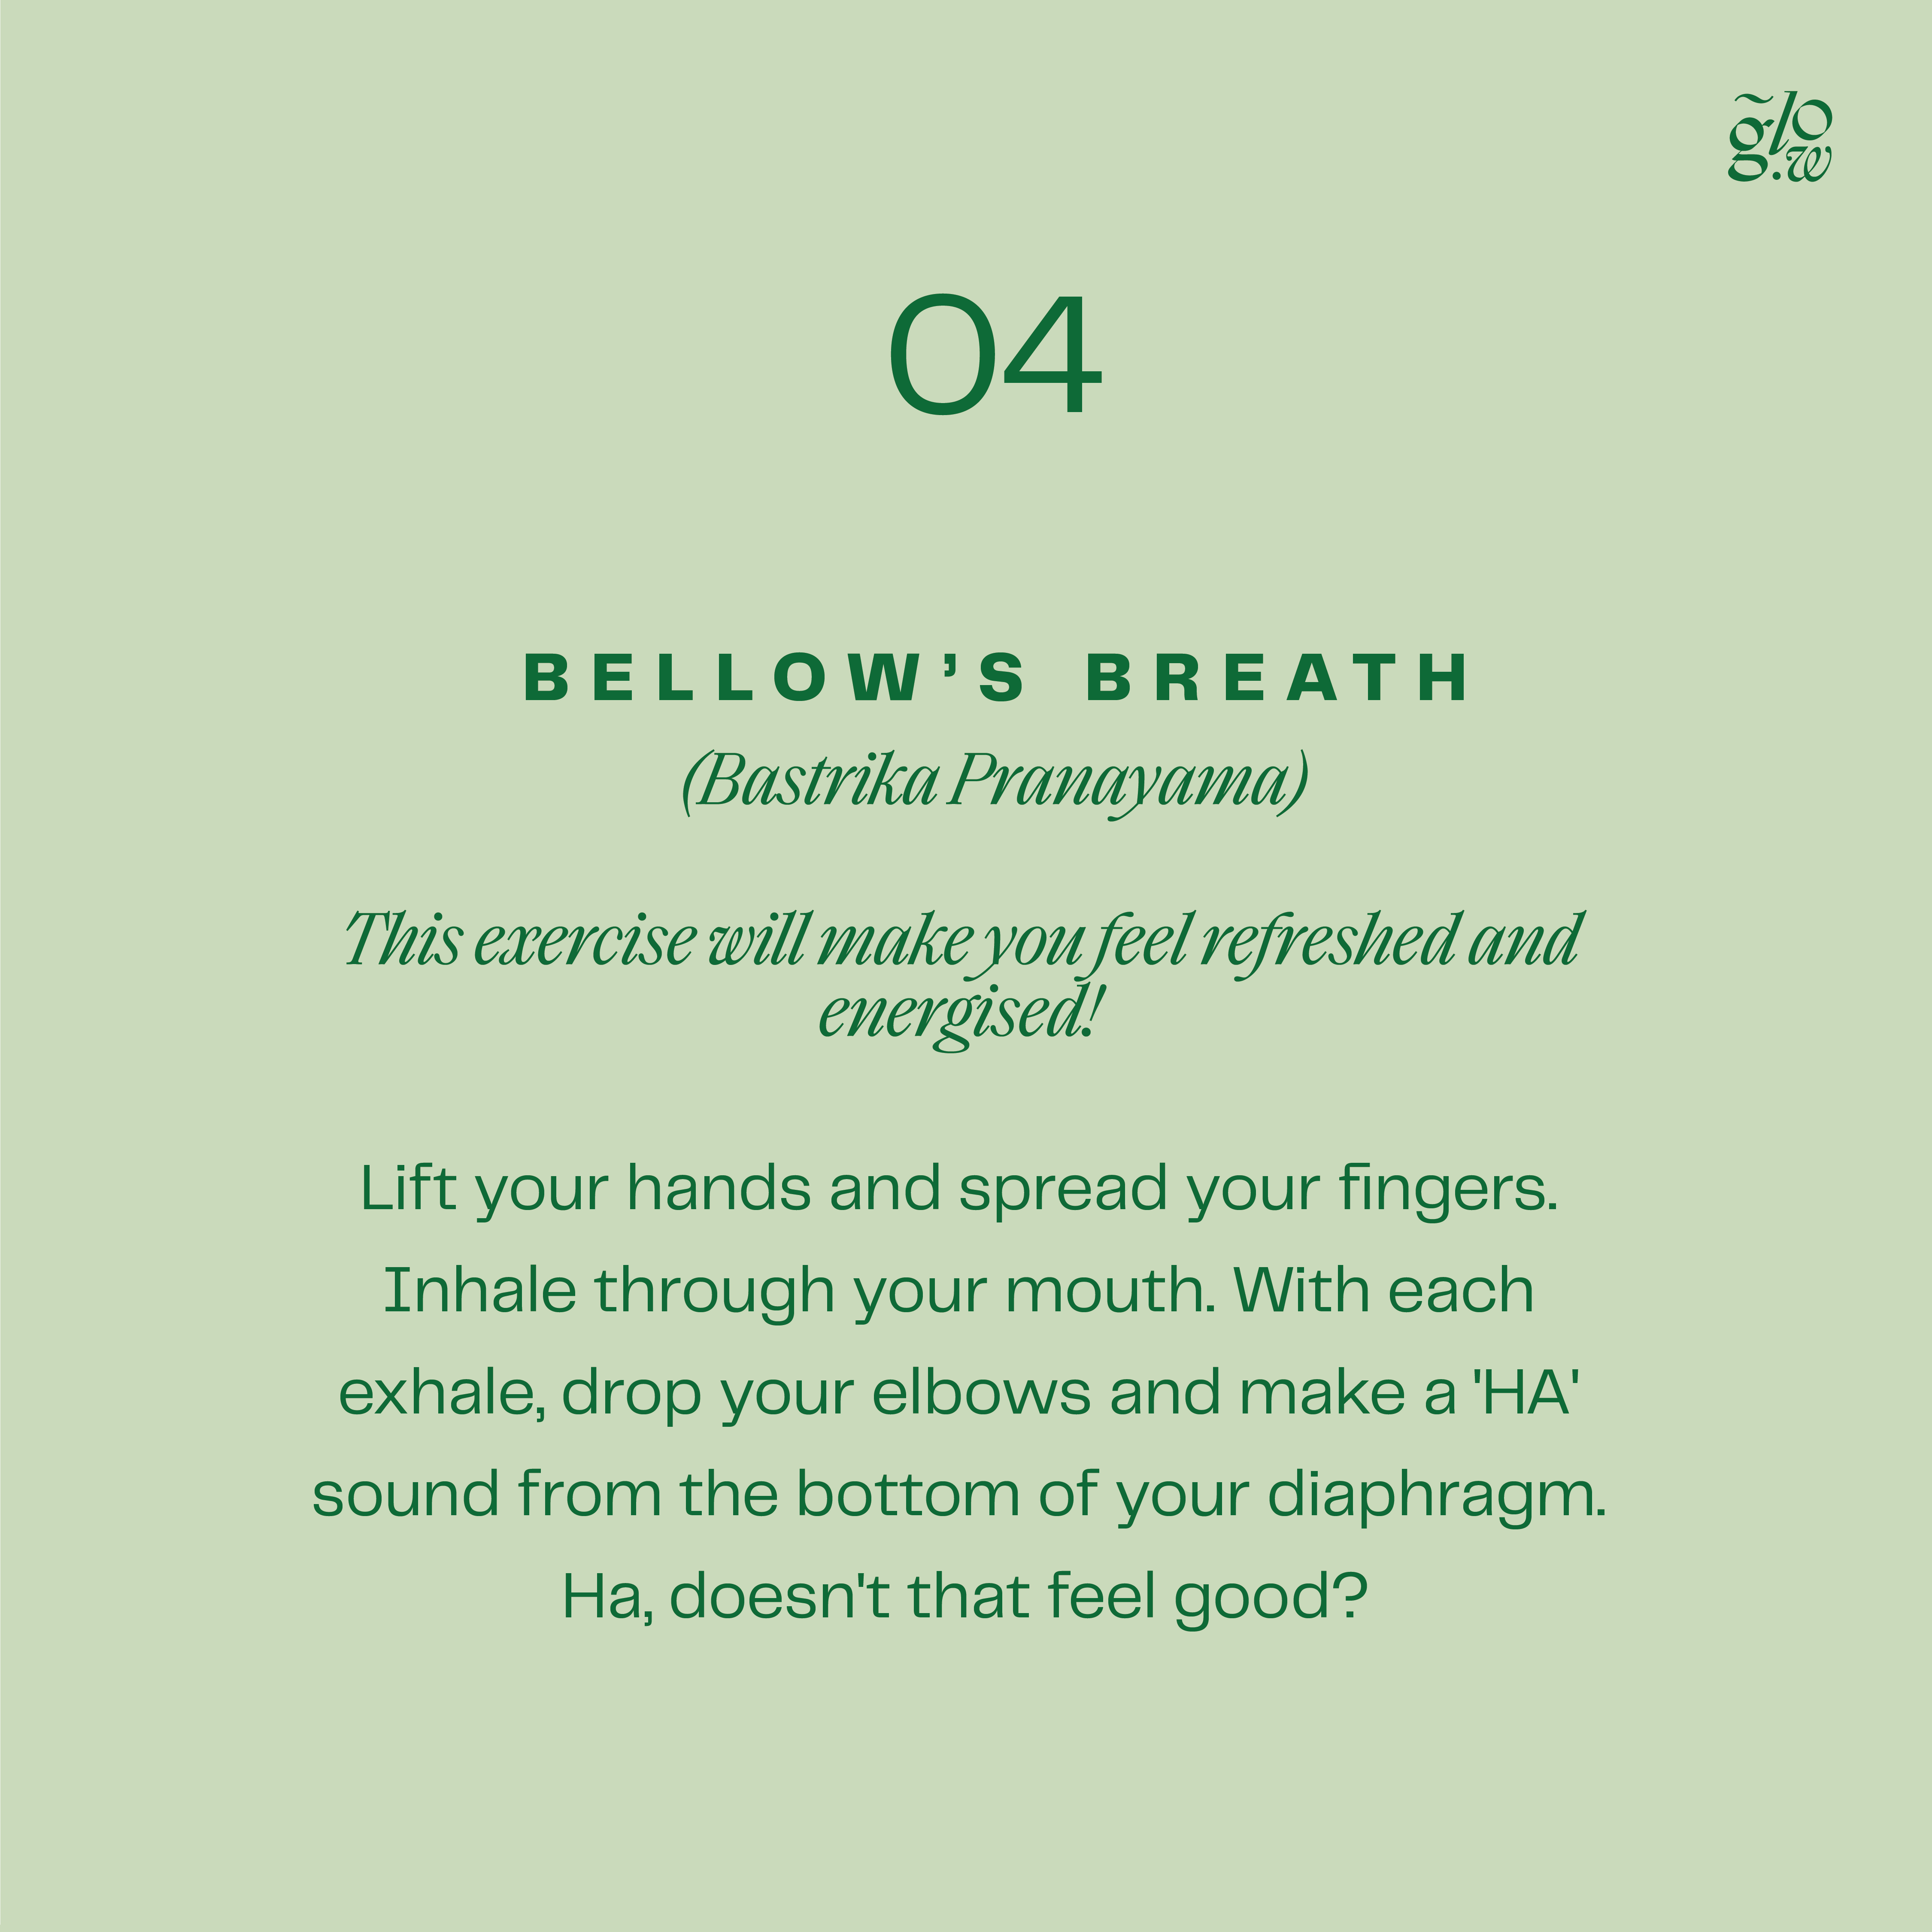 g̃lo
.w
04
BELLOW’S BREATH
(Bastrika Pranayama)
This exercise will make you feel refreshed and
energised!
Lift your hands and spread your fingers.
Inhale through your mouth. With each
exhale, drop your elbows and make a 'HA'
sound from the bottom of your diaphragm.
Ha, doesn't that feel good?